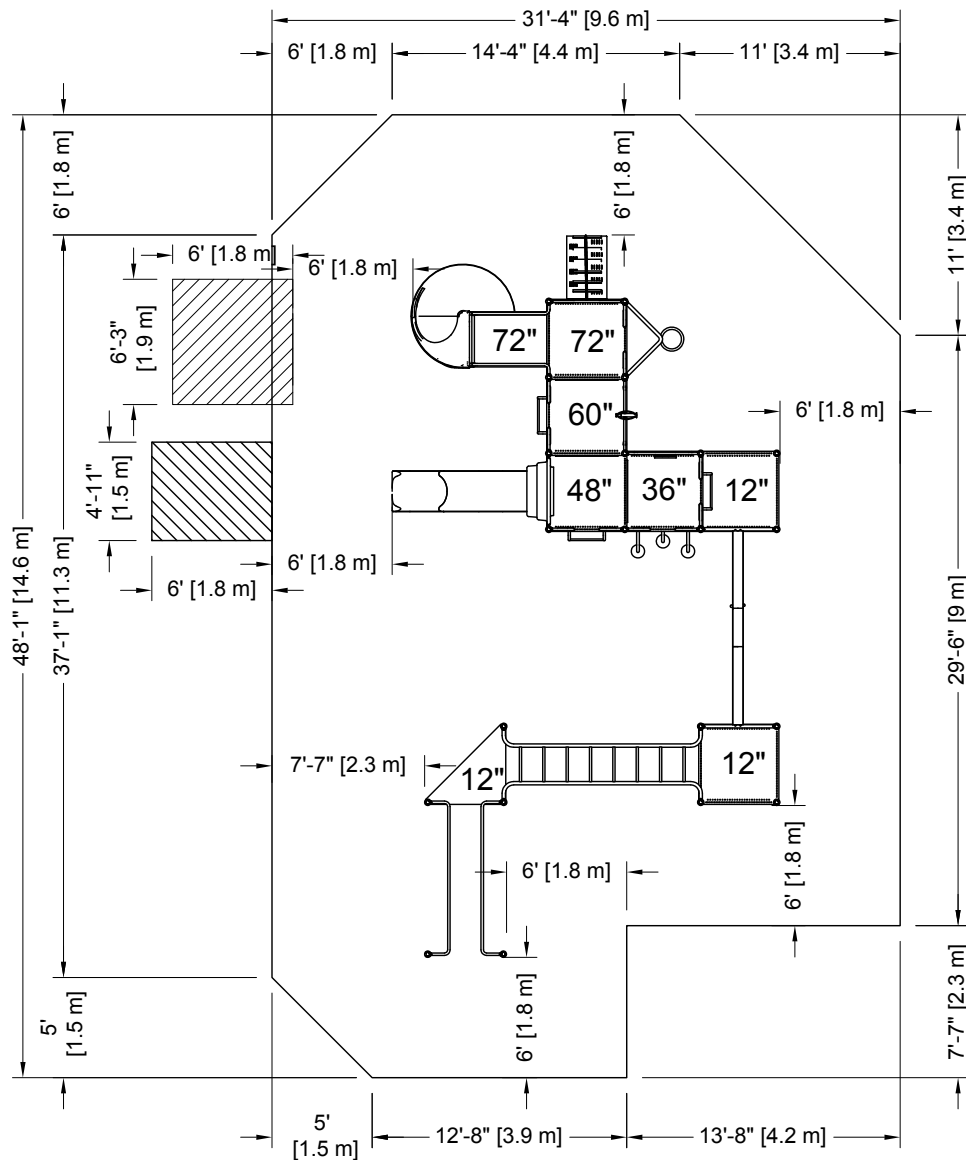 31'-4" [9.6 m]
6' [1.8 m]
14'-4" [4.4 m]
11' [3.4 m]
6' [1.8 m]
6' [1.8 m]
11' [3.4 m]
6' [1.8 m]
6' [1.8 m]
6'-3"
[1.9 m]
72"
72"
60"
6' [1.8 m]
4'-11"
[1.5 m]
48"
36"
12"
6' [1.8 m]
6' [1.8 m]
48'-1" [14.6 m]
37'-1" [11.3 m]
29'-6" [9 m]
7'-7" [2.3 m]
12"
12"
6' [1.8 m]
6' [1.8 m]
6' [1.8 m]
5'
[1.5 m]
7'-7" [2.3 m]
5'
[1.5 m]
12'-8" [3.9 m]
13'-8" [4.2 m]